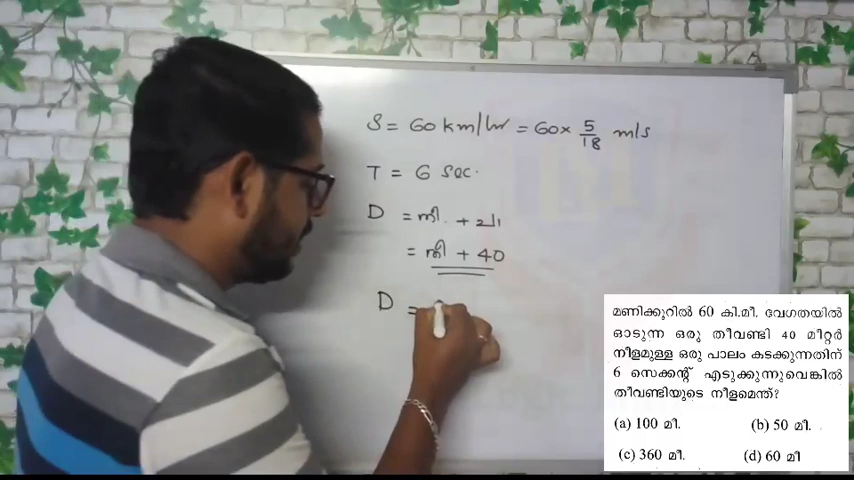 S = 60 km/hr = 60 × 5/18 m/s
T = 6 sec.
D = തീ. + പാ
= തീ + 40
D =
മണിക്കൂറിൽ 60 കി.മീ. വേഗതയിൽ
ഓടുന്ന ഒരു തീവണ്ടി 40 മീറ്റർ
നീളമുള്ള ഒരു പാലം കടക്കുന്നതിന്
6 സെക്കന്റ് എടുക്കുന്നുവെങ്കിൽ
തീവണ്ടിയുടെ നീളമെന്ത്?
(a) 100 മീ. (b) 50 മീ.
(c) 360 മീ. (d) 60 മീ